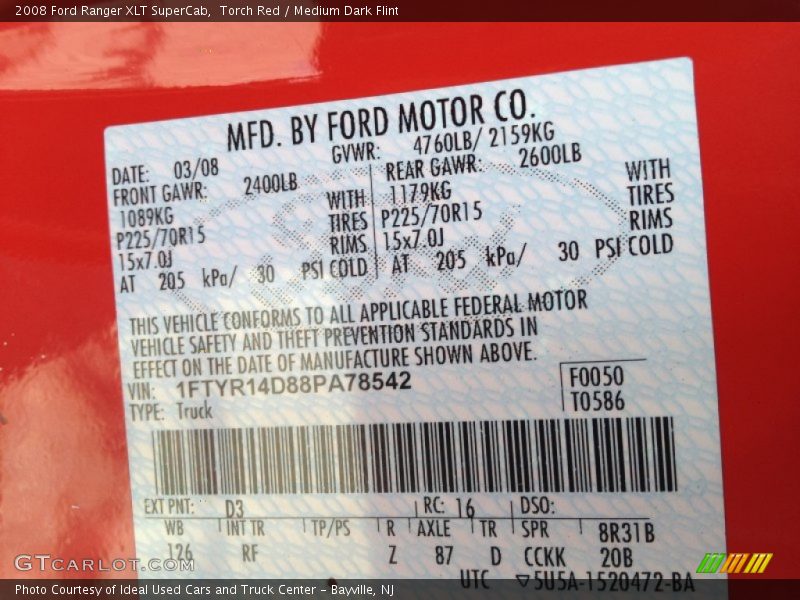 2008 Ford Ranger XLT SuperCab,  Torch Red / Medium Dark Flint
MFD. BY FORD MOTOR CO.
DATE: 03/08 GVWR: 4760LB/ 2159KG
FRONT GAWR: 2400LB REAR GAWR: 2600LB
1089KG WITH 1179KG WITH
P225/70R15 TIRES P225/70R15 TIRES
15x7.0J RIMS 15x7.0J RIMS
AT 205 kPa/ 30 PSI COLD AT 205 kPa/ 30 PSI COLD
THIS VEHICLE CONFORMS TO ALL APPLICABLE FEDERAL MOTOR
VEHICLE SAFETY AND THEFT PREVENTION STANDARDS IN
EFFECT ON THE DATE OF MANUFACTURE SHOWN ABOVE.
VIN: 1FTYR14D88PA78542 F0050
TYPE: Truck T0586
EXT PNT: D3 RC: 16 DSO:
WB INT TR TP/PS R AXLE TR SPR 8R31B
126 RF Z 87 D CCKK 20B
UTC ▽5U5A-1520472-BA
GTCARLOT.COM
Photo Courtesy of Ideal Used Cars and Truck Center – Bayville, NJ